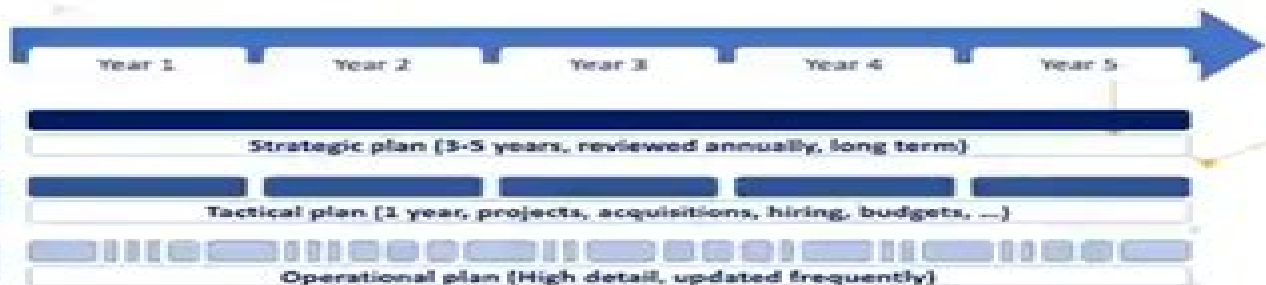 Year 1 Year 2 Year 3 Year 4 Year 5
Strategic plan (3-5 years, reviewed annually, long term)
Tactical plan (1 year, projects, acquisitions, hiring, budgets, ...)
Operational plan (High detail, updated frequently)